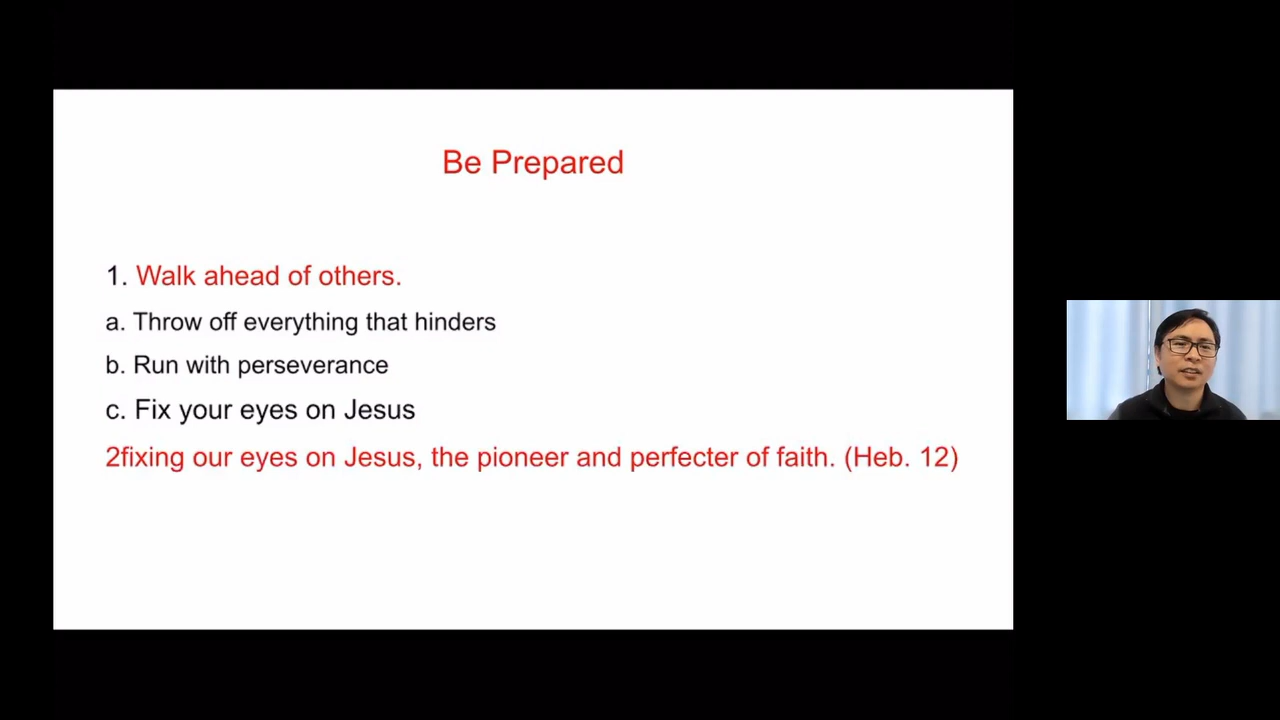 Be Prepared
1. Walk ahead of others.
a. Throw off everything that hinders
b. Run with perseverance
c. Fix your eyes on Jesus
2fixing our eyes on Jesus, the pioneer and perfecter of faith. (Heb. 12)